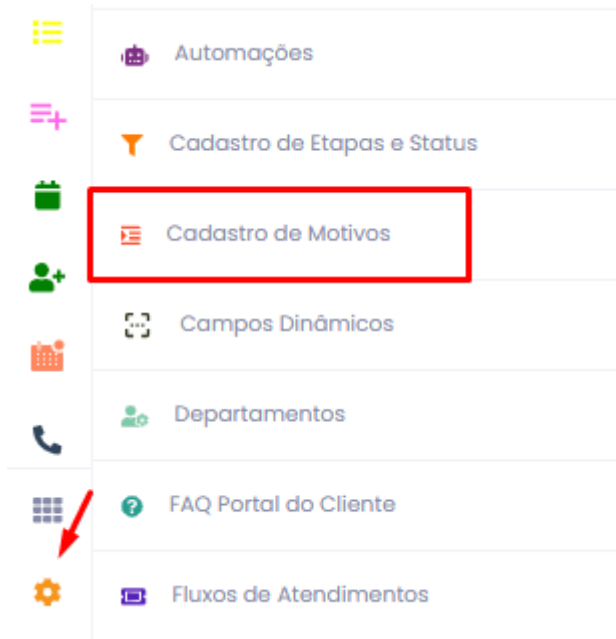 Automações
Cadastro de Etapas e Status
Cadastro de Motivos
Campos Dinâmicos
Departamentos
FAQ Portal do Cliente
Fluxos de Atendimentos